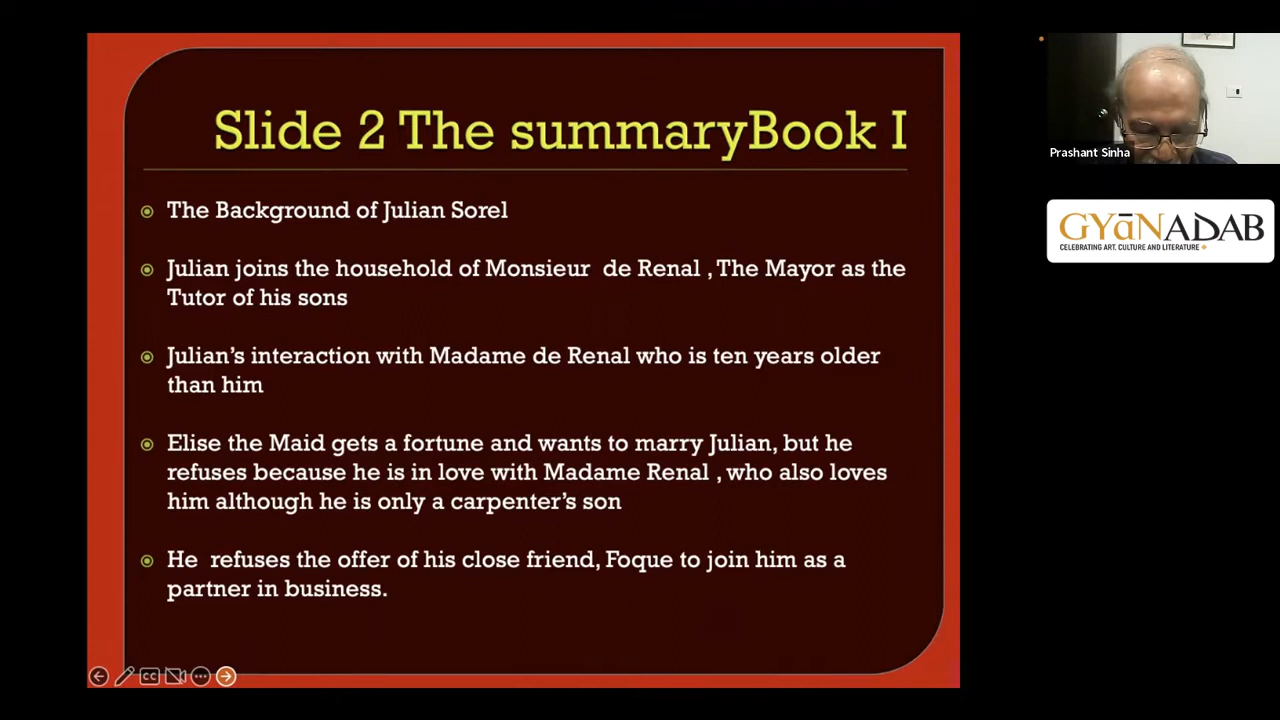 Slide 2 The summaryBook I
The Background of Julian Sorel
Julian joins the household of Monsieur de Renal , The Mayor as the
Tutor of his sons
Julian's interaction with Madame de Renal who is ten years older
than him
Elise the Maid gets a fortune and wants to marry Julian, but he
refuses because he is in love with Madame Renal , who also loves
him although he is only a carpenter's son
He refuses the offer of his close friend, Foque to join him as a
partner in business.
CC
Prashant Sinha
GYāNADAB
CELEBRATING ART, CULTURE AND LITERATURE